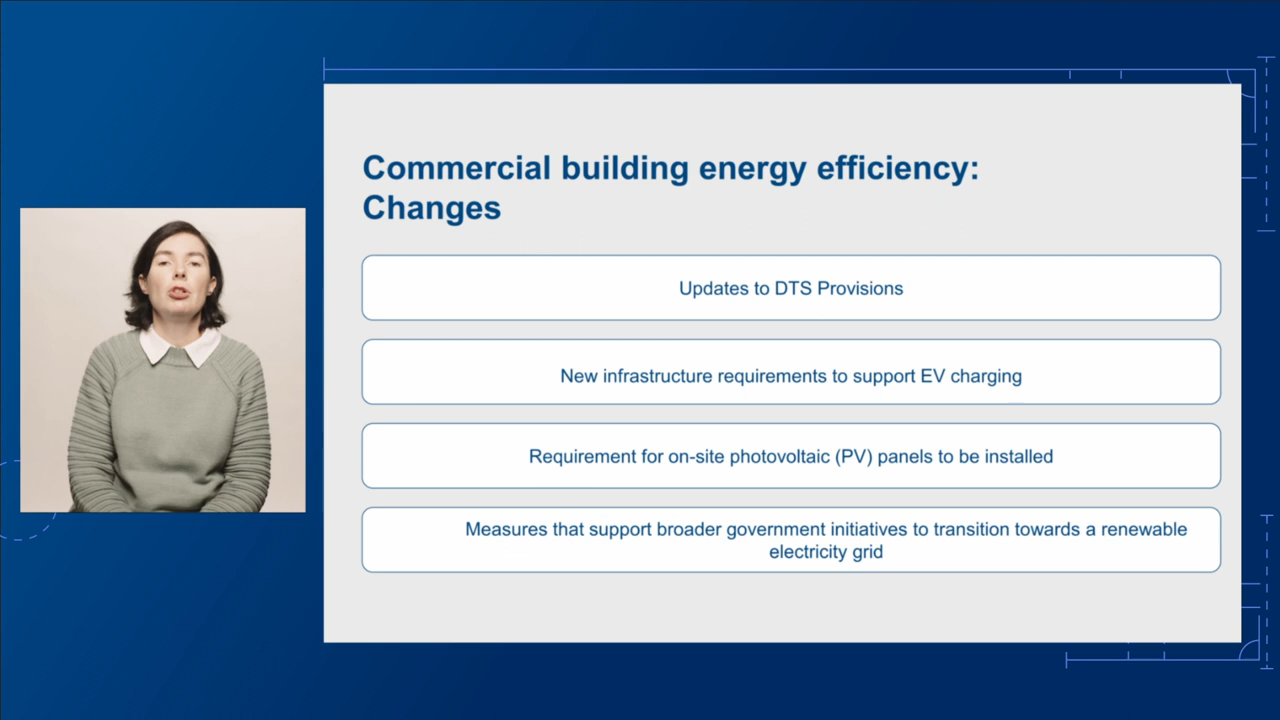 Commercial building energy efficiency:
Changes
Updates to DTS Provisions
New infrastructure requirements to support EV charging
Requirement for on-site photovoltaic (PV) panels to be installed
Measures that support broader government initiatives to transition towards a renewable
electricity grid